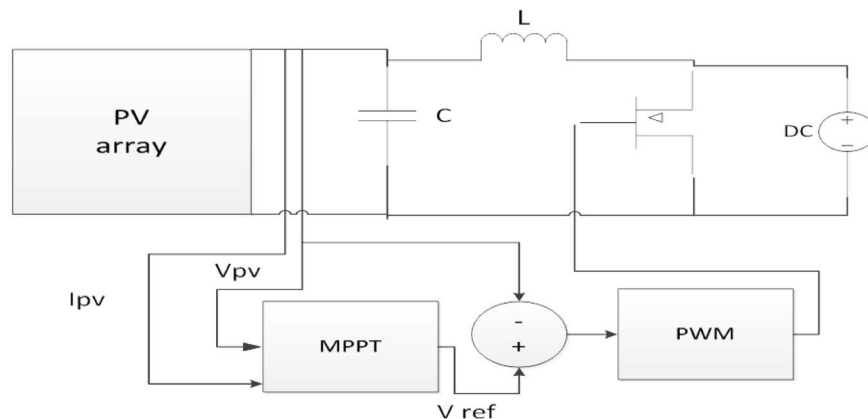 L
PV
array
C
+
DC
-
Vpv
Ipv
MPPT
-
+
PWM
V ref